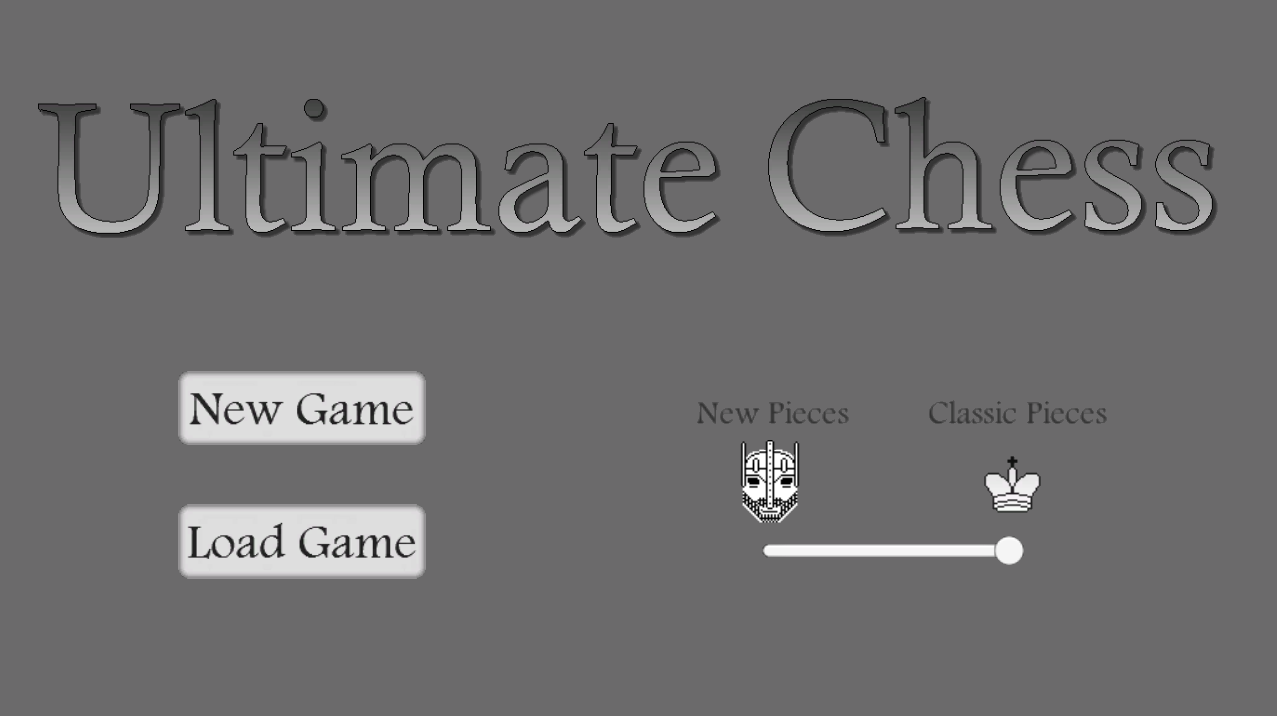 Ultimate Chess
New Game
Load Game
New Pieces
Classic Pieces